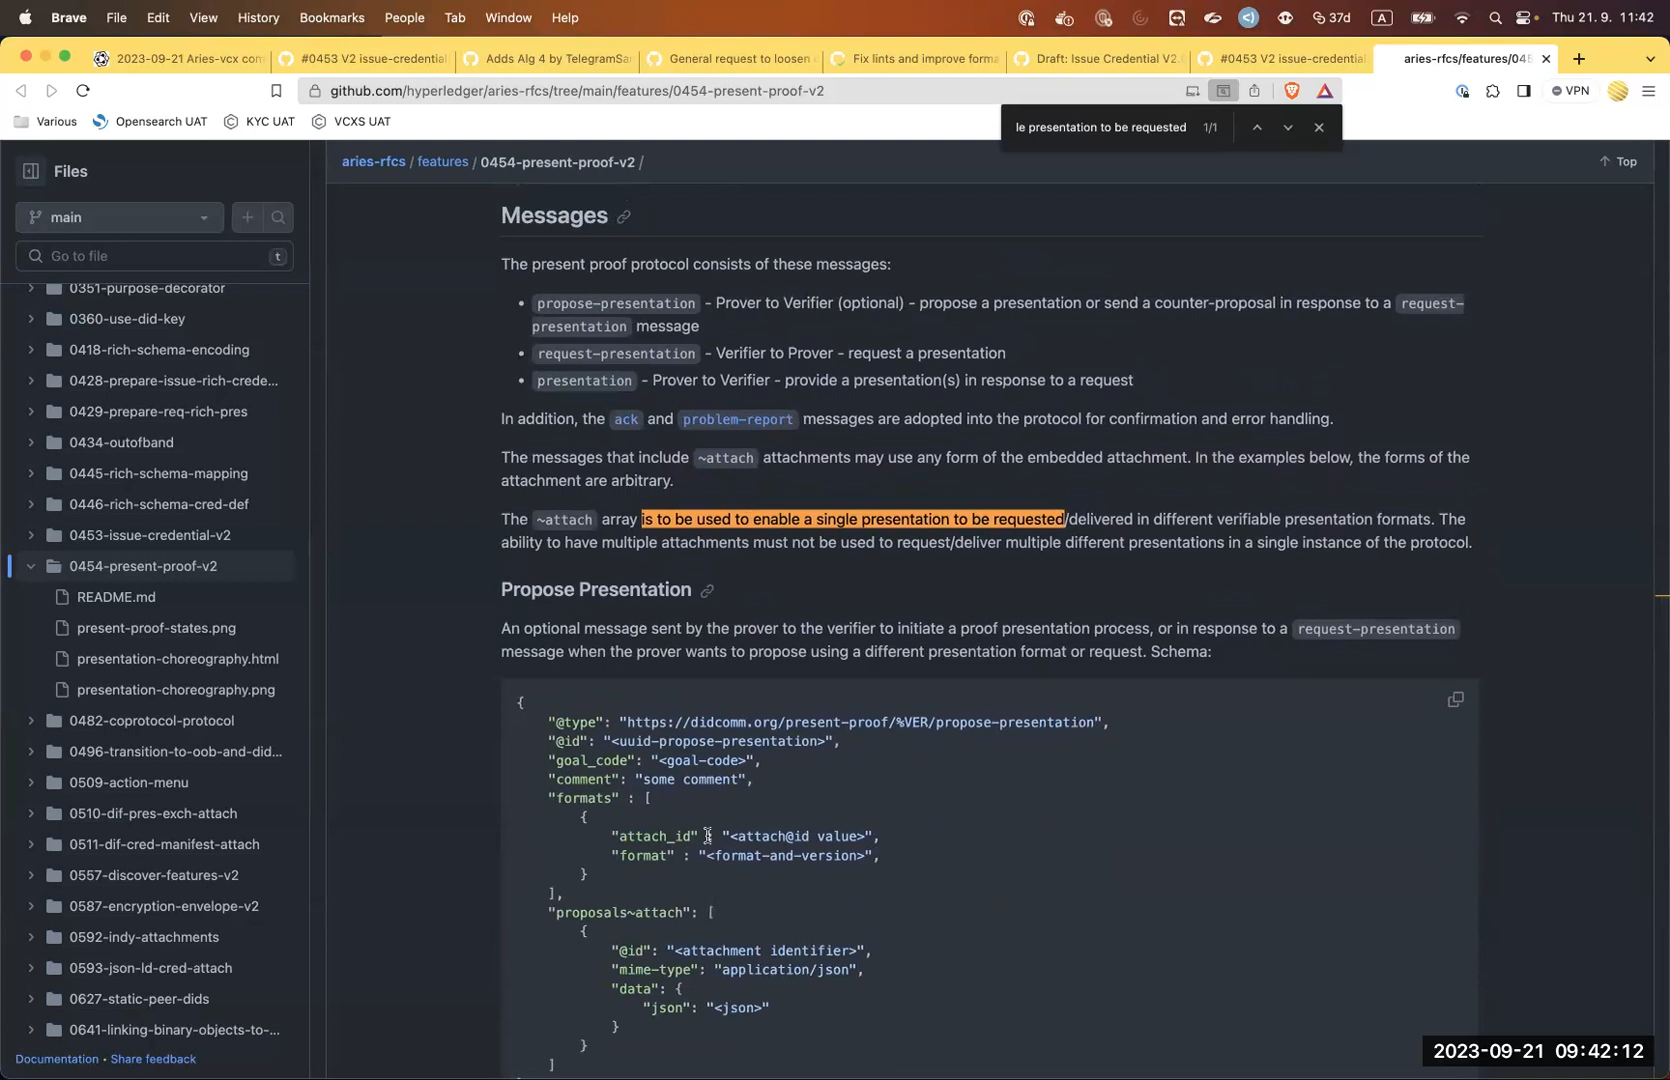 Brave File Edit View History Bookmarks People Tab Window Help 37d A Thu 21. 9. 11:42
2023-09-21 Aries-vcx com #0453 V2 issue-credential Adds Alg 4 by TelegramSa General request to loosen Fix lints and improve forma Draft: Issue Credential V2. #0453 V2 issue-credential. aries-rfcs/features/045
github.com/hyperledger/aries-rfcs/tree/main/features/0454-present-proof-v2 VPN
Various Opensearch UAT KYC UAT VCXS UAT
le presentation to be requested 1/1
Files
main
Go to file t
0351-purpose-decorator
0360-use-did-key
0418-rich-schema-encoding
0428-prepare-issue-rich-crede...
0429-prepare-req-rich-pres
0434-outofband
0445-rich-schema-mapping
0446-rich-schema-cred-def
0453-issue-credential-v2
0454-present-proof-v2
README.md
present-proof-states.png
presentation-choreography.html
presentation-choreography.png
0482-coprotocol-protocol
0496-transition-to-oob-and-did...
0509-action-menu
0510-dif-pres-exch-attach
0511-dif-cred-manifest-attach
0557-discover-features-v2
0587-encryption-envelope-v2
0592-indy-attachments
0593-json-ld-cred-attach
0627-static-peer-dids
0641-linking-binary-objects-to-...
Documentation • Share feedback
aries-rfcs / features / 0454-present-proof-v2 / Top
Messages
The present proof protocol consists of these messages:
• propose-presentation - Prover to Verifier (optional) - propose a presentation or send a counter-proposal in response to a request-
presentation message
• request-presentation - Verifier to Prover - request a presentation
• presentation - Prover to Verifier - provide a presentation(s) in response to a request
In addition, the ack and problem-report messages are adopted into the protocol for confirmation and error handling.
The messages that include ~attach attachments may use any form of the embedded attachment. In the examples below, the forms of the
attachment are arbitrary.
The ~attach array is to be used to enable a single presentation to be requested/delivered in different verifiable presentation formats. The
ability to have multiple attachments must not be used to request/deliver multiple different presentations in a single instance of the protocol.
Propose Presentation
An optional message sent by the prover to the verifier to initiate a proof presentation process, or in response to a request-presentation
message when the prover wants to propose using a different presentation format or request. Schema:
{
"@type": "https://didcomm.org/present-proof/%VER/propose-presentation",
"@id": "<uuid-propose-presentation>",
"goal_code": "<goal-code>",
"comment": "some comment",
"formats" : [
{
"attach_id" : "<attach@id value>",
"format" : "<format-and-version>",
}
],
"proposals~attach": [
{
"@id": "<attachment identifier>",
"mime-type": "application/json",
"data": {
"json": "<json>"
}
}
]
2023-09-21 09:42:12